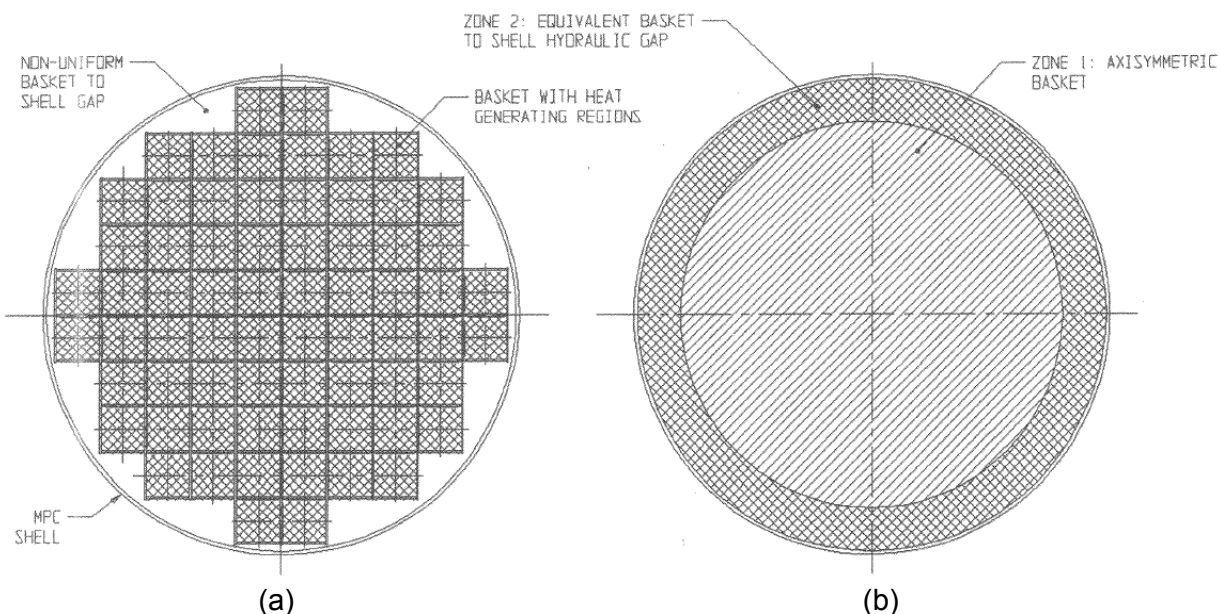 NON-UNIFORM
BASKET TO
SHELL GAP
BASKET WITH HEAT
GENERATING REGIONS
MPC
SHELL
(a)
ZONE 2: EQUIVALENT BASKET
TO SHELL HYDRAULIC GAP
ZONE 1: AXISYMMETRIC
BASKET
(b)